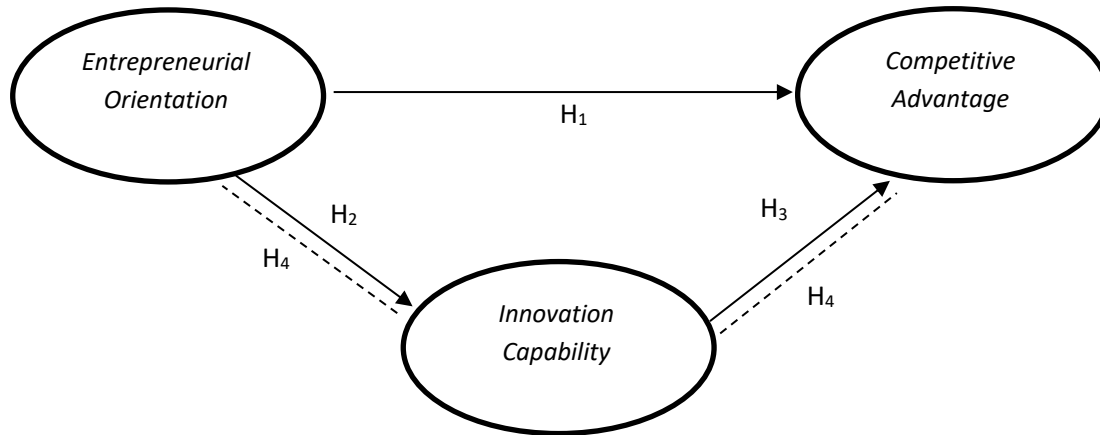 Entrepreneurial
Orientation
Competitive
Advantage
H₁
H₂
H₄
H₃
H₄
Innovation
Capability